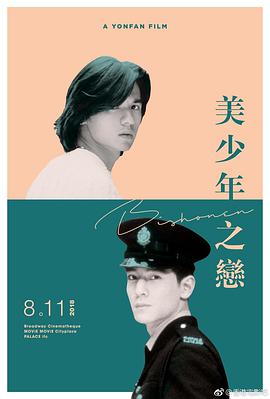 A YONFAN FILM
美少年之戀
Bishonen
8.11 2018
Broadway Cinematheque
MOViE MOViE Cityplaza
PALACE ifc